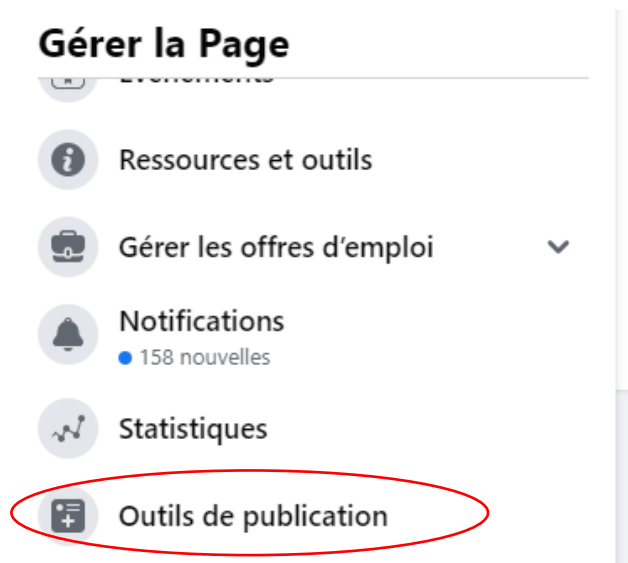 Gérer la Page
Ressources et outils
Gérer les offres d'emploi
Notifications
158 nouvelles
Statistiques
Outils de publication